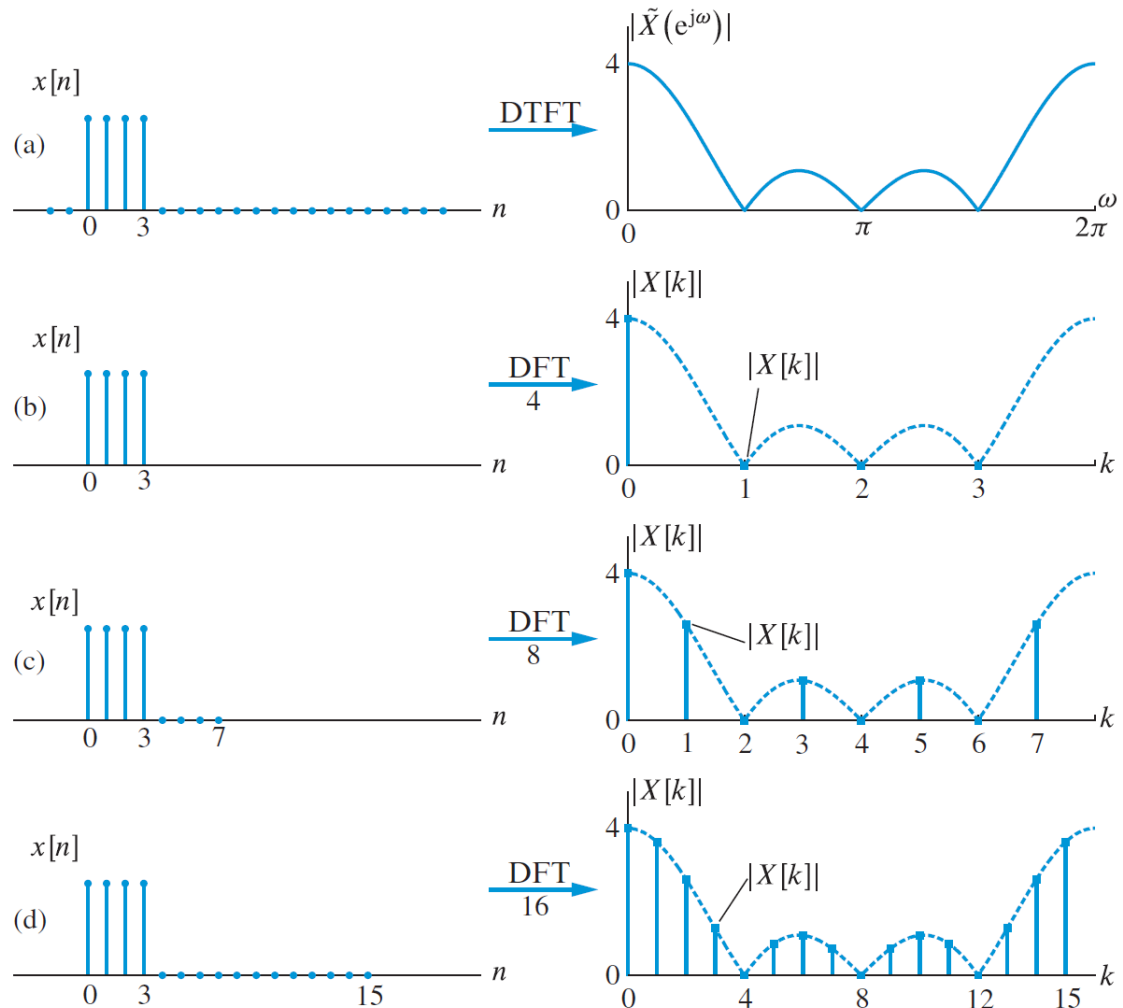 (a)
x[n]
0 3
n
DTFT
|X̃(e^{jω})|
4
0
0 π 2π
ω
(b)
x[n]
0 3
n
DFT
4
|X[k]|
4
|X[k]|
0
0 1 2 3
k
(c)
x[n]
0 3 7
n
DFT
8
|X[k]|
4
|X[k]|
0
0 1 2 3 4 5 6 7
k
(d)
x[n]
0 3 15
n
DFT
16
|X[k]|
4
|X[k]|
0
0 4 8 12 15
k